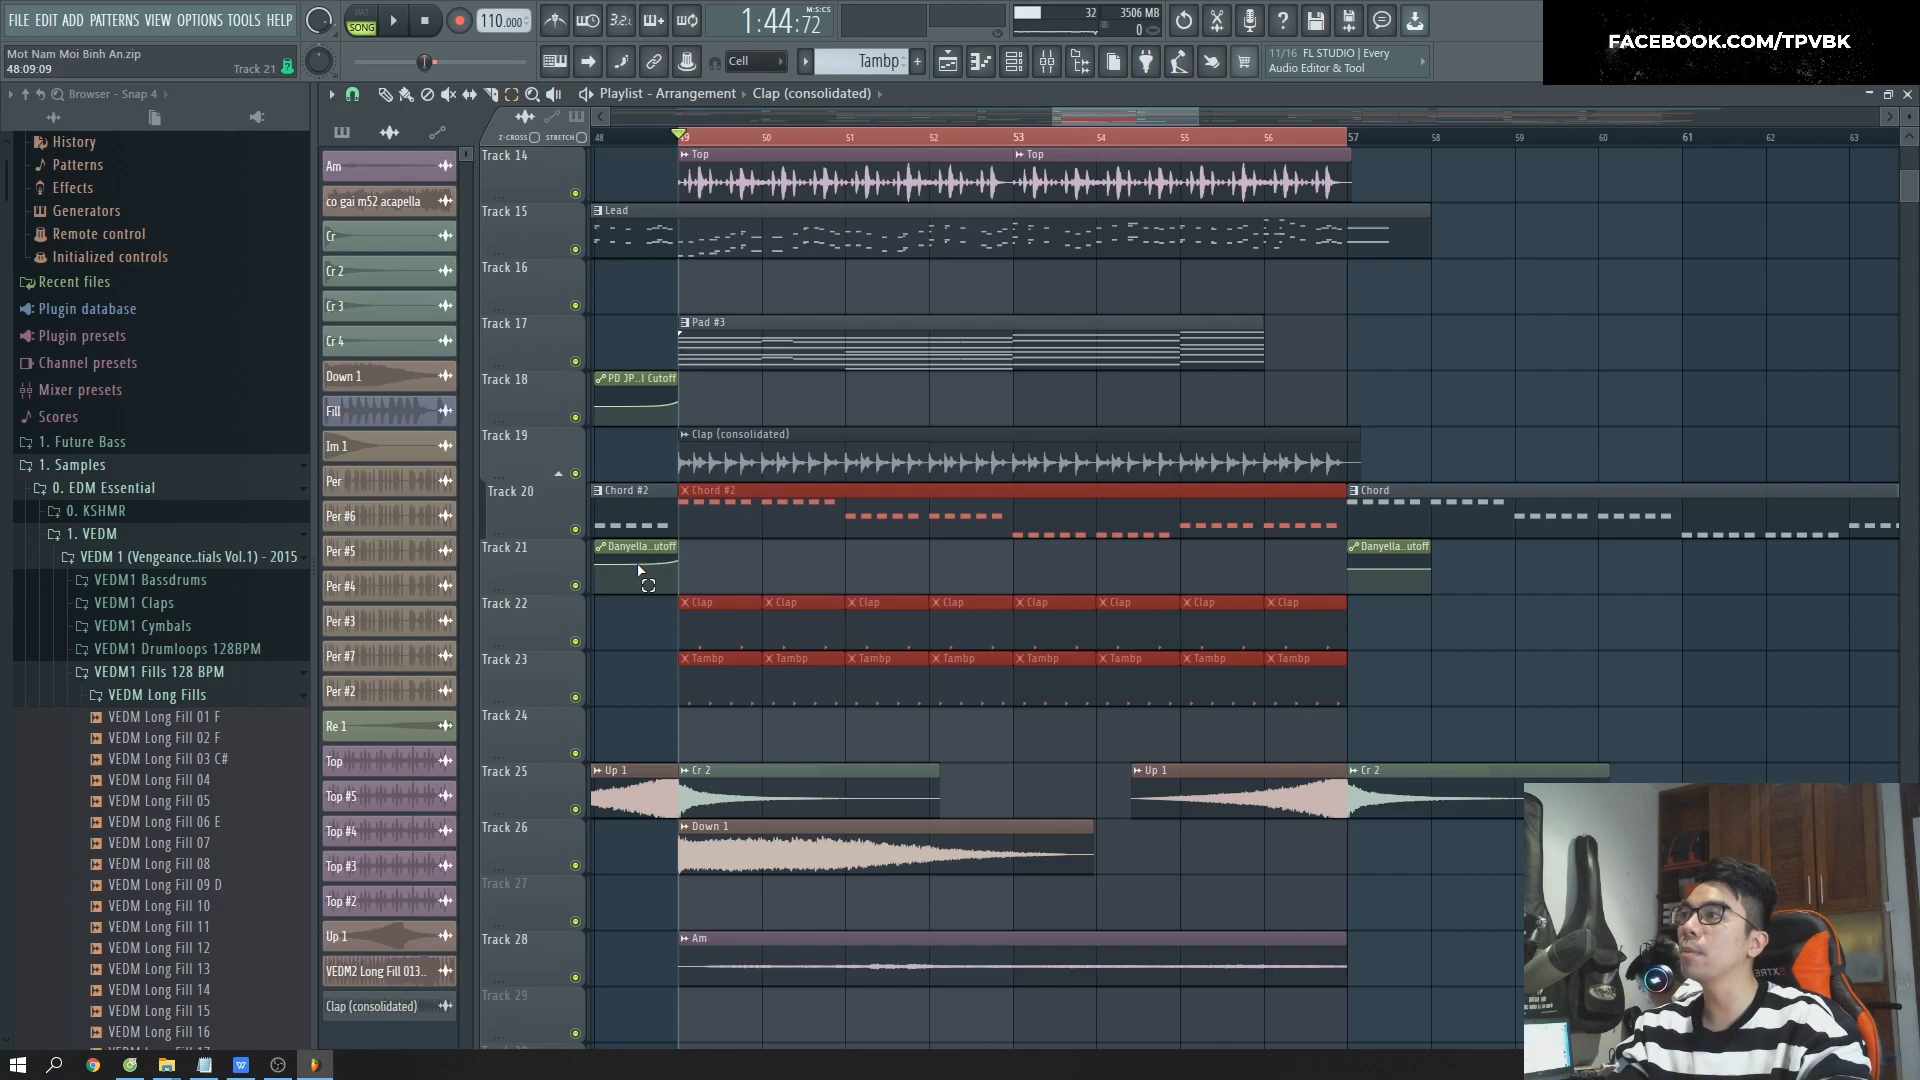 FILE EDIT ADD PATTERNS VIEW OPTIONS TOOLS HELP
PAT
SONG
110.000
3.2.
1:44:72
M:S:CS
32
3506 MB
0
FACEBOOK.COM/TPVBK
Mot Nam Moi Binh An.zip
48:09:09
Track 21
Cell
Tambp
11/16 FL STUDIO | Every
Audio Editor & Tool
Browser - Snap 4
Playlist - Arrangement
Clap (consolidated)
Z-CROSS
STRETCH
48
49
50
51
52
53
54
55
56
57
58
59
60
61
62
63
History
Patterns
Effects
Generators
Remote control
Initialized controls
Recent files
Plugin database
Plugin presets
Channel presets
Mixer presets
Scores
1. Future Bass
1. Samples
0. EDM Essential
0. KSHMR
1. VEDM
VEDM 1 (Vengeance..tials Vol.1) - 2015
VEDM1 Bassdrums
VEDM1 Claps
VEDM1 Cymbals
VEDM1 Drumloops 128BPM
VEDM1 Fills 128 BPM
VEDM Long Fills
VEDM Long Fill 01 F
VEDM Long Fill 02 F
VEDM Long Fill 03 C#
VEDM Long Fill 04
VEDM Long Fill 05
VEDM Long Fill 06 E
VEDM Long Fill 07
VEDM Long Fill 08
VEDM Long Fill 09 D
VEDM Long Fill 10
VEDM Long Fill 11
VEDM Long Fill 12
VEDM Long Fill 13
VEDM Long Fill 14
VEDM Long Fill 15
VEDM Long Fill 16
Am
co gai m52 acapella
Cr
Cr 2
Cr 3
Cr 4
Down 1
Fill
Im 1
Per
Per #6
Per #5
Per #4
Per #3
Per #7
Per #2
Re 1
Top
Top #5
Top #4
Top #3
Top #2
Up 1
VEDM2 Long Fill 013..
Clap (consolidated)
Track 14
Top
Top
Track 15
Lead
Track 16
Track 17
Pad #3
Track 18
PD JP..l Cutoff
Track 19
Clap (consolidated)
Track 20
Chord #2
Chord #2
Chord
Track 21
Danyella..utoff
Danyella..utoff
Track 22
Clap
Clap
Clap
Clap
Clap
Clap
Clap
Clap
Track 23
Tambp
Tambp
Tambp
Tambp
Tambp
Tambp
Tambp
Tambp
Track 24
Track 25
Up 1
Cr 2
Up 1
Cr 2
Track 26
Down 1
Track 27
Track 28
Am
Track 29